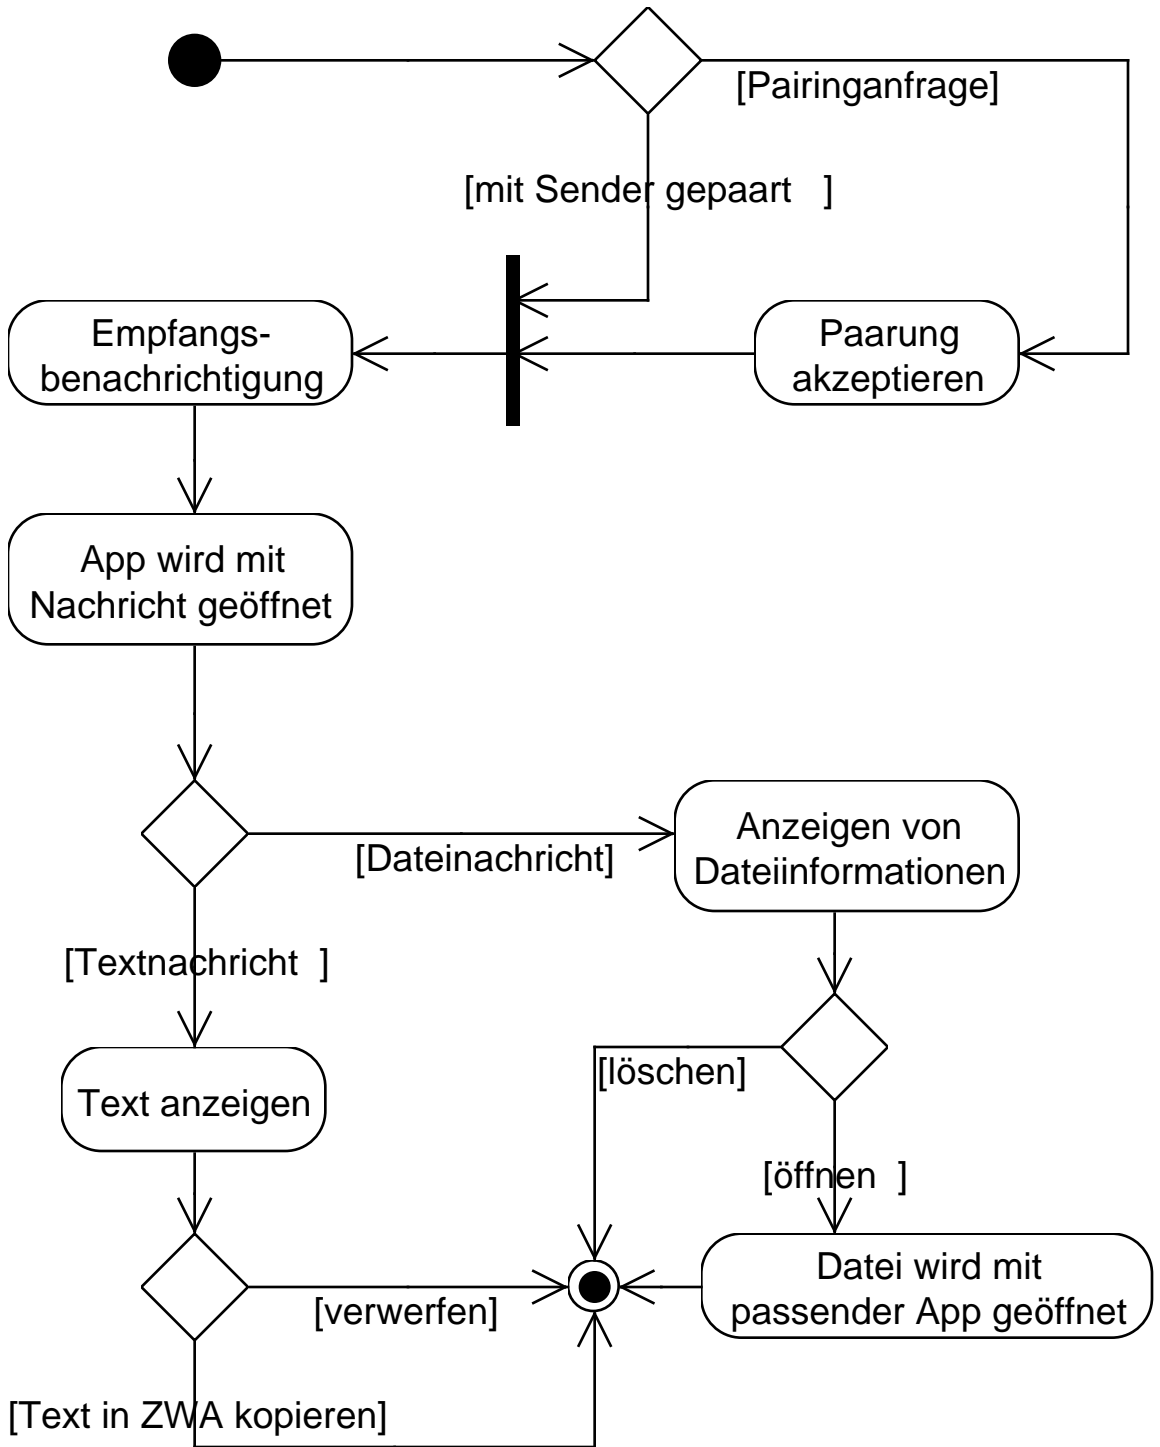 [Pairinganfrage]
[mit Sender gepaart ]
Empfangs-
benachrichtigung
Paarung
akzeptieren
App wird mit
Nachricht geöffnet
[Dateinachricht]
Anzeigen von
Dateiinformationen
[Textnachricht ]
Text anzeigen
[löschen]
[öffnen ]
Datei wird mit
passender App geöffnet
[verwerfen]
[Text in ZWA kopieren]